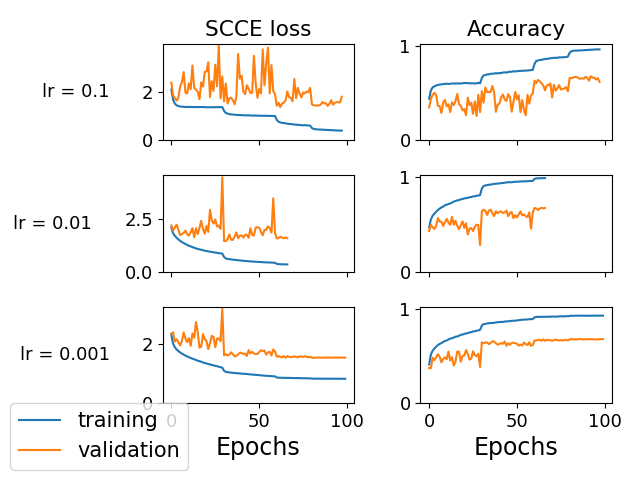 SCCE loss
Accuracy
lr = 0.1
2
0
1
0
lr = 0.01
2.5
0.0
1
0
lr = 0.001
2
0
1
0
0 50 100
0 50 100
Epochs
Epochs
training
validation